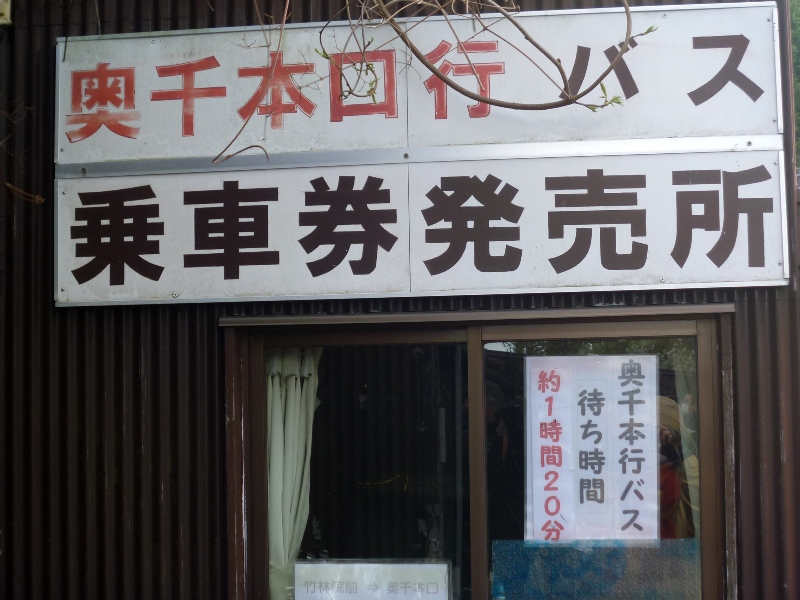 奥千本口行バス
乗車券発売所
奥千本行バス
待ち時間
約1時間20分
竹林院前 ⇒ 奥千本口